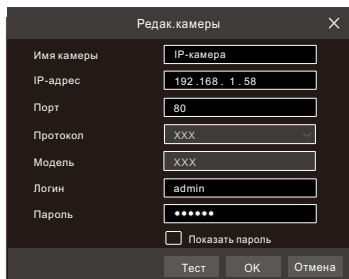 Редак.камеры
Имя камеры IP-камера
IP-адрес 192.168. 1 .58
Порт 80
Протокол XXX
Модель XXX
Логин admin
Пароль ●●●●●●
Показать пароль
Тест OK Отмена